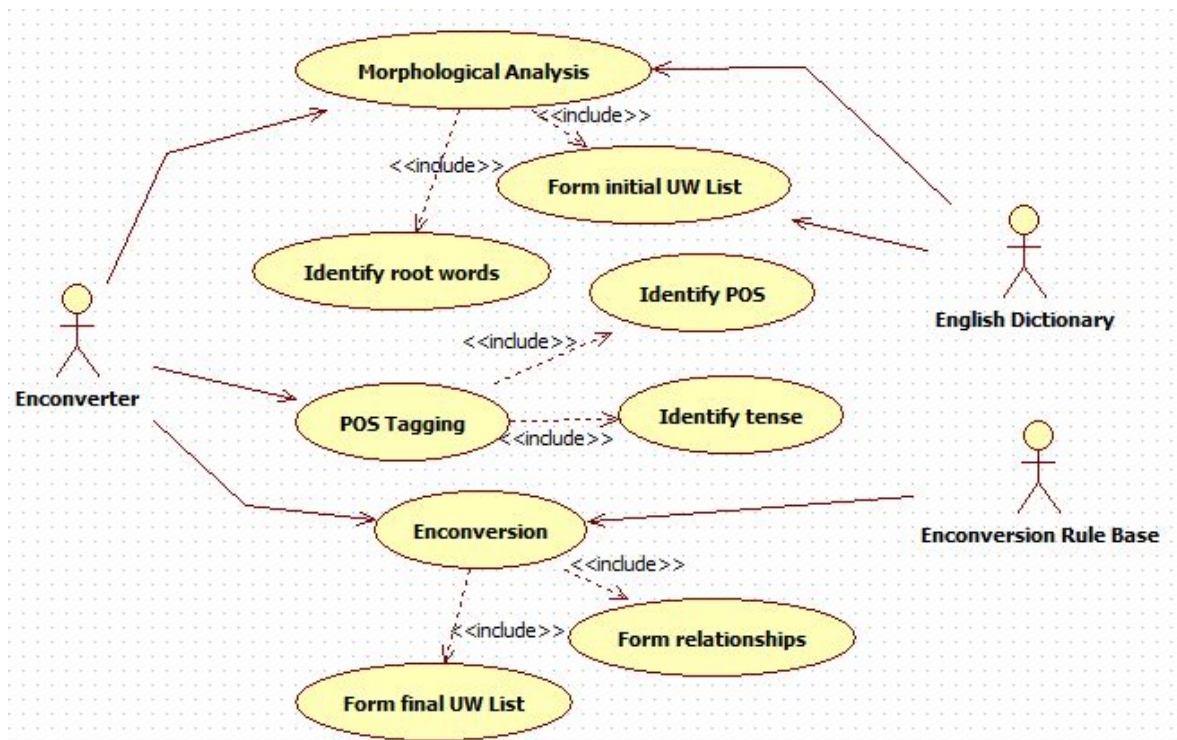 Morphological Analysis
<<include>>
<<include>>
Form initial UW List
Identify root words
Identify POS
English Dictionary
<<include>>
Enconverter
POS Tagging
<<include>>
Identify tense
Enconversion
Enconversion Rule Base
<<include>>
<<include>>
Form relationships
Form final UW List